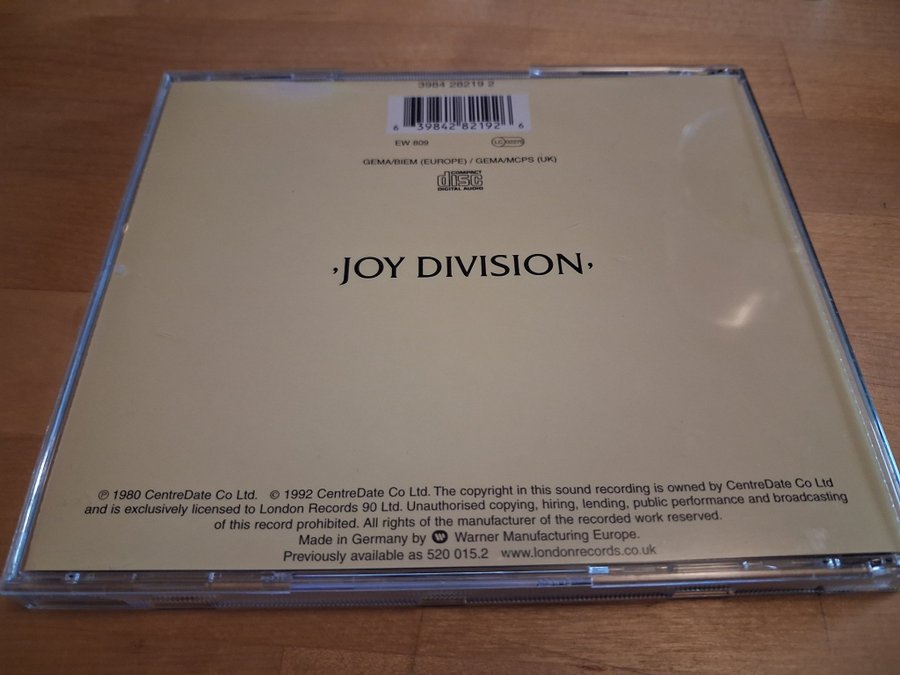 3984 28219 2
6 39842 82192 6
EW 809 LC 02275
GEMA/BIEM (EUROPE) / GEMA/MCPS (UK)
COMPACT
disc
DIGITAL AUDIO
,JOY DIVISION,
℗ 1980 CentreDate Co Ltd. © 1992 CentreDate Co Ltd. The copyright in this sound recording is owned by CentreDate Co Ltd
and is exclusively licensed to London Records 90 Ltd. Unauthorised copying, hiring, lending, public performance and broadcasting
of this record prohibited. All rights of the manufacturer of the recorded work reserved.
Made in Germany by Warner Manufacturing Europe.
Previously available as 520 015.2 www.londonrecords.co.uk